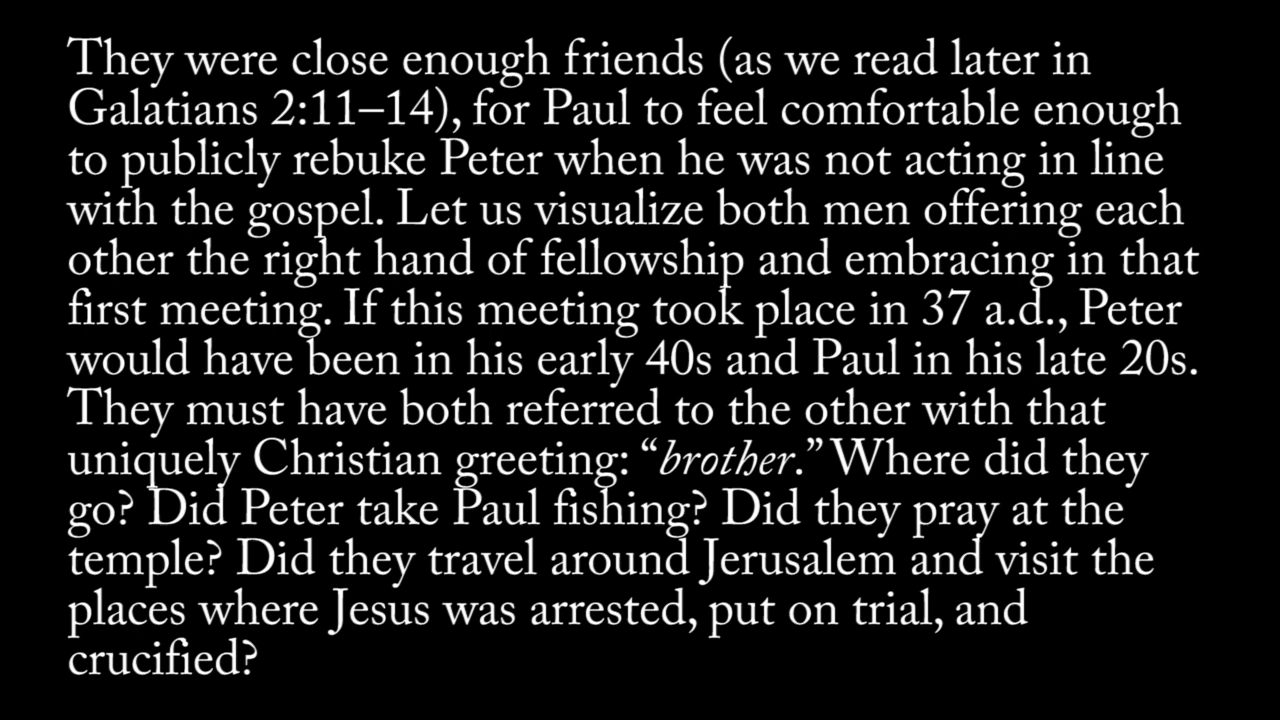 They were close enough friends (as we read later in
Galatians 2:11–14), for Paul to feel comfortable enough
to publicly rebuke Peter when he was not acting in line
with the gospel. Let us visualize both men offering each
other the right hand of fellowship and embracing in that
first meeting. If this meeting took place in 37 a.d., Peter
would have been in his early 40s and Paul in his late 20s.
They must have both referred to the other with that
uniquely Christian greeting: “brother.” Where did they
go? Did Peter take Paul fishing? Did they pray at the
temple? Did they travel around Jerusalem and visit the
places where Jesus was arrested, put on trial, and
crucified?